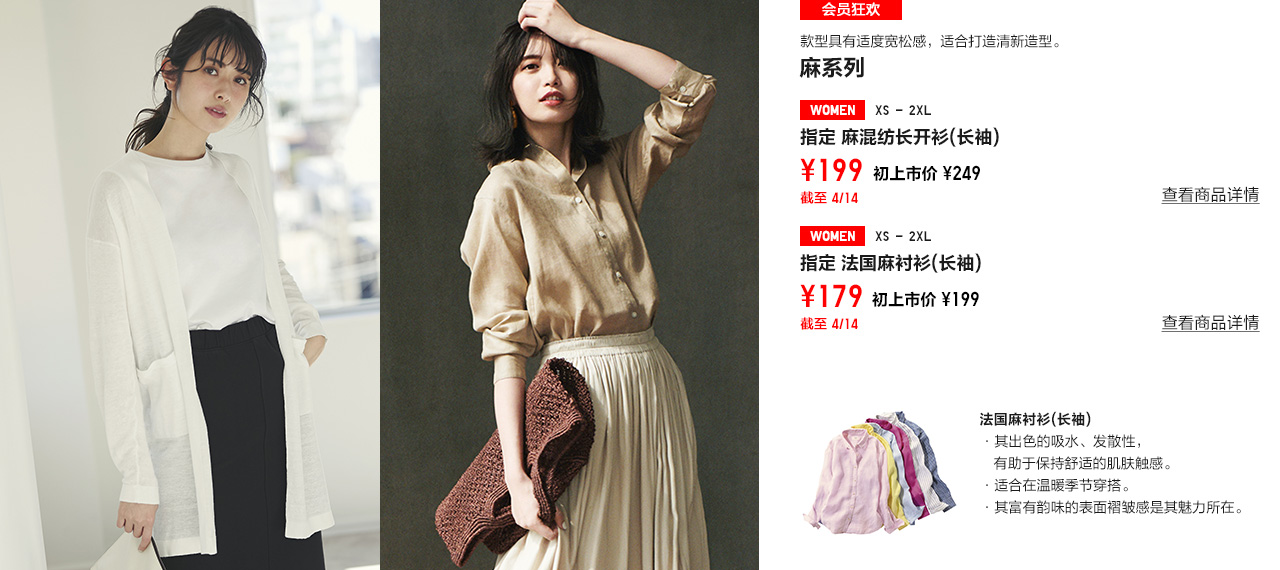 会员狂欢
款型具有适度宽松感，适合打造清新造型。
麻系列
WOMEN XS - 2XL
指定 麻混纺长开衫(长袖)
¥199 初上市价 ¥249
截至 4/14
查看商品详情
WOMEN XS - 2XL
指定 法国麻衬衫(长袖)
¥179 初上市价 ¥199
截至 4/14
查看商品详情
法国麻衬衫(长袖)
· 其出色的吸水、发散性，
有助于保持舒适的肌肤触感。
· 适合在温暖季节穿搭。
· 其富有韵味的表面褶皱感是其魅力所在。